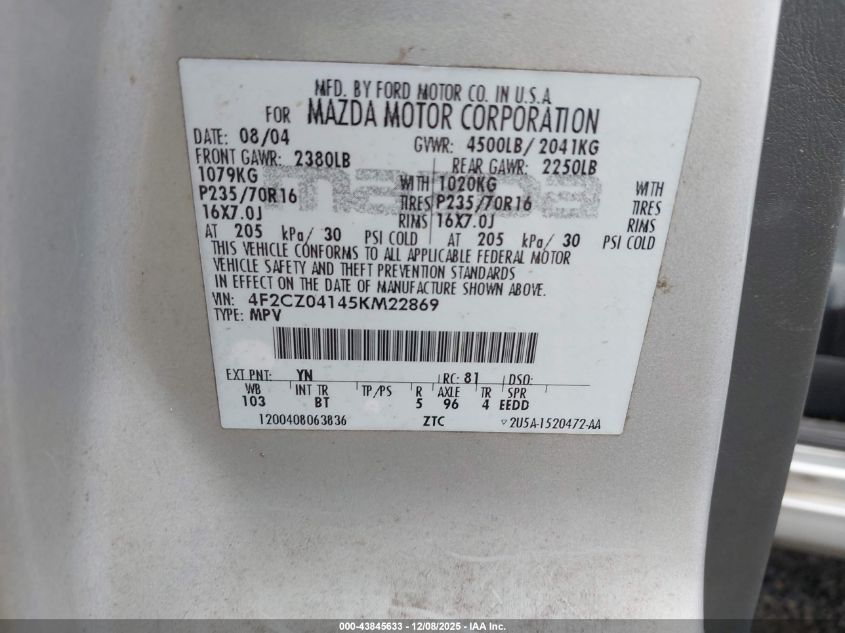 MFD. BY FORD MOTOR CO. IN U.S.A
FOR MAZDA MOTOR CORPORATION
DATE: 08/04 GVWR: 4500LB/ 2041KG
FRONT GAWR: 2380LB REAR GAWR: 2250LB
1079KG WITH 1020KG WITH
P235/70R16 TIRES P235/70R16 TIRES
16X7.0J RIMS 16X7.0J RIMS
AT 205 kPa/ 30 PSI COLD AT 205 kPa/ 30 PSI COLD
THIS VEHICLE CONFORMS TO ALL APPLICABLE FEDERAL MOTOR
VEHICLE SAFETY AND THEFT PREVENTION STANDARDS
IN EFFECT ON THE DATE OF MANUFACTURE SHOWN ABOVE.
VIN: 4F2CZ04145KM22869
TYPE: MPV
mazda
EXT PNT: YN RC: 81 DSO:
WB INT TR TP/PS R AXLE TR SPR
103 BT 5 96 4 EEDD
1200408063836 ZTC 2U5A-1520472-AA
000-43845633 - 12/08/2025 - IAA Inc.